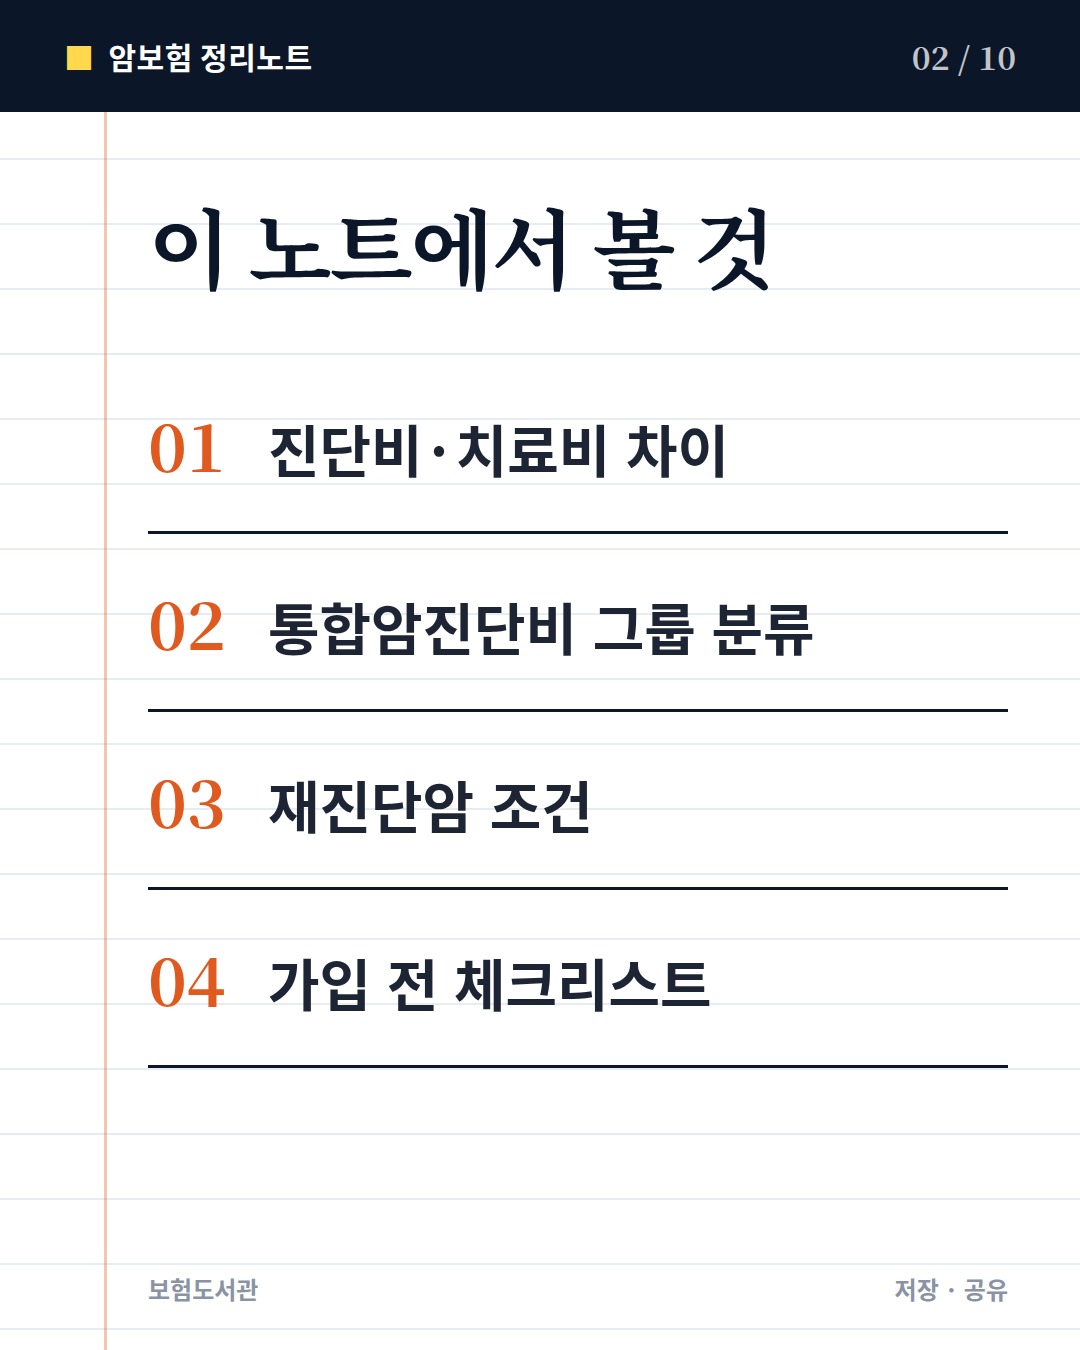 암보험 정리노트
02 / 10
이 노트에서 볼 것
01 진단비·치료비 차이
02 통합암진단비 그룹 분류
03 재진단암 조건
04 가입 전 체크리스트
보험도서관
저장 · 공유